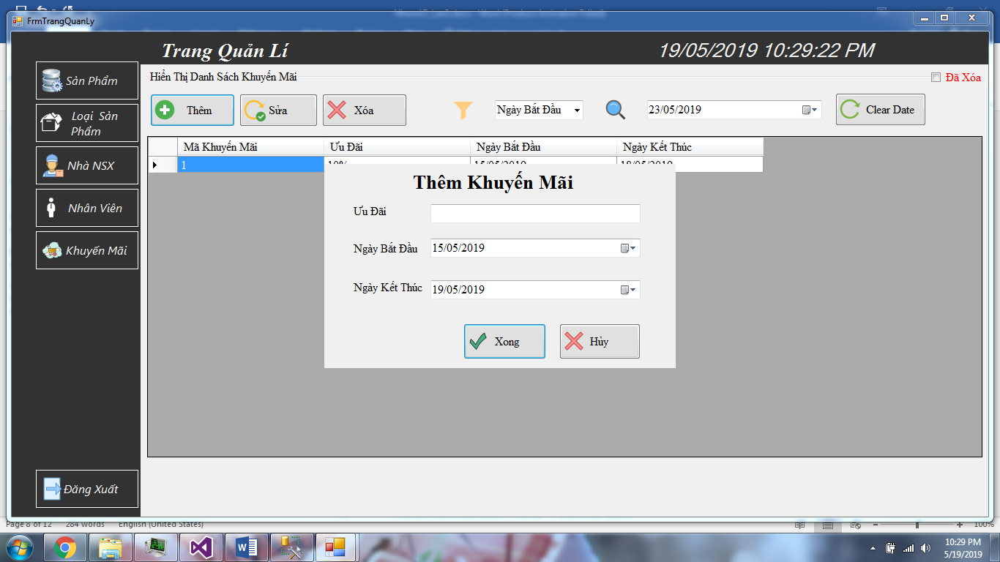 FrmTrangQuanLy
Trang Quản Lí
19/05/2019 10:29:22 PM
Sản Phẩm
Loại Sản
Phẩm
Nhà NSX
Nhân Viên
Khuyến Mãi
Đăng Xuất
Hiển Thị Danh Sách Khuyến Mãi
Đã Xóa
Thêm
Sửa
Xóa
Ngày Bắt Đầu
23/05/2019
Clear Date
Mã Khuyến Mãi Ưu Đãi Ngày Bắt Đầu Ngày Kết Thúc
1 10% 15/05/2019 18/05/2019
Thêm Khuyến Mãi
Ưu Đãi
Ngày Bắt Đầu 15/05/2019
Ngày Kết Thúc 19/05/2019
Xong
Hủy
Page 8 of 12 284 words English (United States) 100%
10:29 PM
5/19/2019